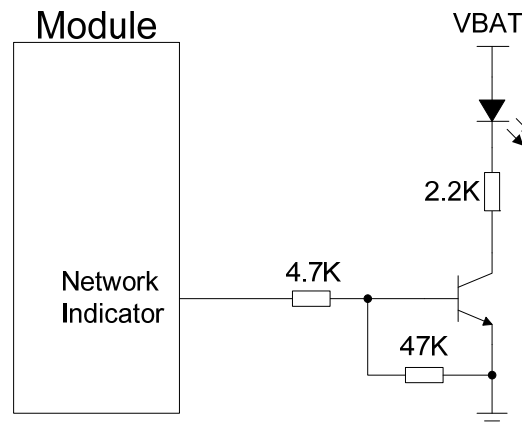 Module
VBAT
2.2K
4.7K
Network
Indicator
47K